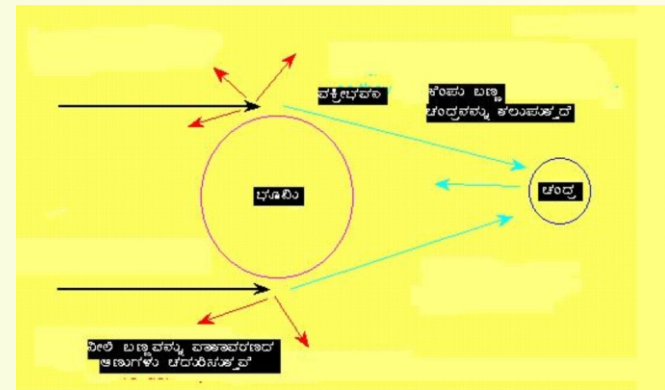 ವಕ್ರೀಭವನ
ಕೆಂಪು ಬಣ್ಣ
ಚಂದ್ರನನ್ನು ತಲುಪುತ್ತದೆ
ಭೂಮಿ
ಚಂದ್ರ
ನೀಲಿ ಬಣ್ಣವನ್ನು ವಾತಾವರಣದ
ಅಣುಗಳು ಚದುರಿಸುತ್ತವೆ